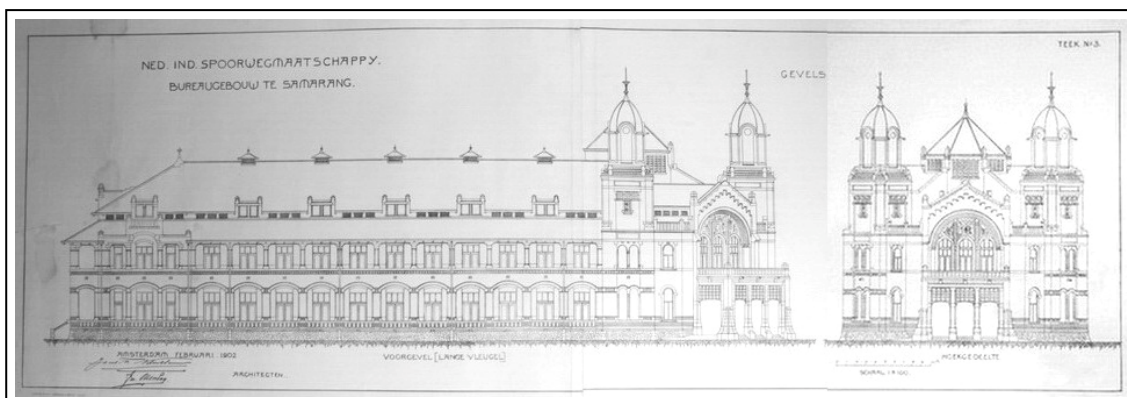 NED. IND. SPOORWEGMAATSCHAPPY.
BUREAUGEBOUW TE SAMARANG.
GEVELS
TEEK. No 3.
AMSTERDAM FEBRUARI 1902
ARCHITECTEN.
VOORGEVEL [LANGE VLEUGEL]
HOEKGEDEELTE
SCHAAL 1 À 100.